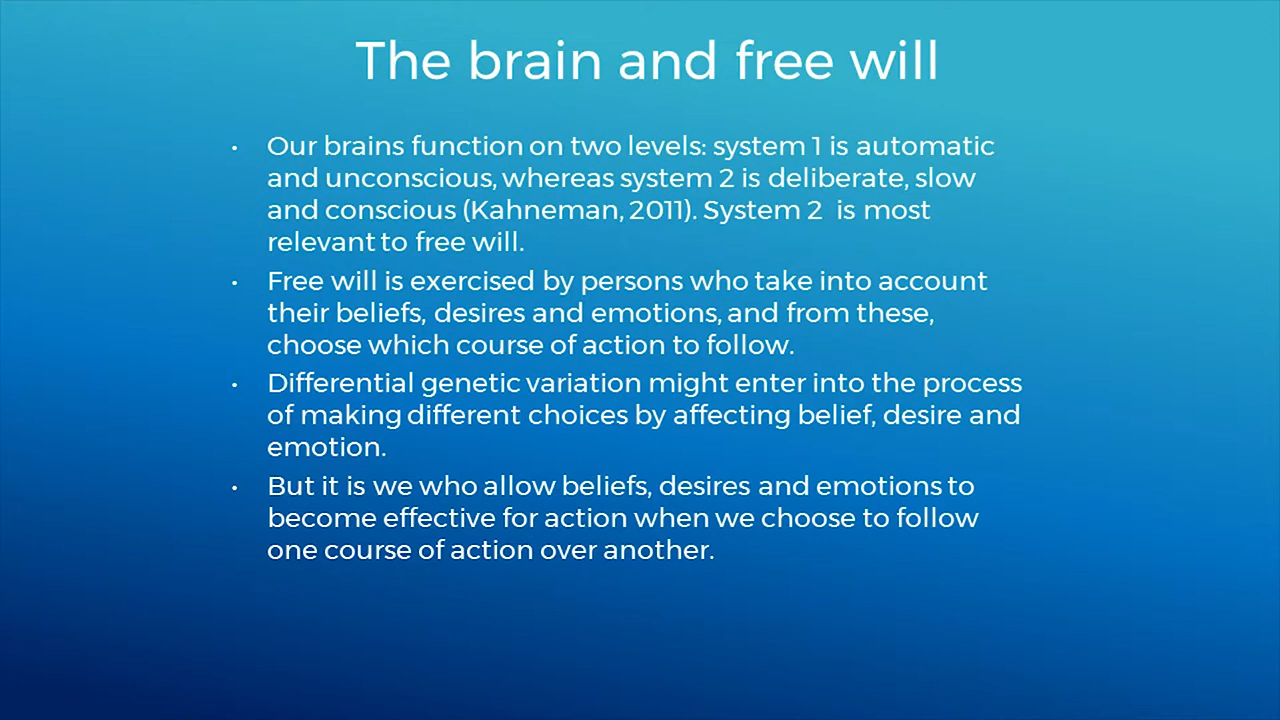 The brain and free will
• Our brains function on two levels: system 1 is automatic
and unconscious, whereas system 2 is deliberate, slow
and conscious (Kahneman, 2011). System 2  is most
relevant to free will.
• Free will is exercised by persons who take into account
their beliefs, desires and emotions, and from these,
choose which course of action to follow.
• Differential genetic variation might enter into the process
of making different choices by affecting belief, desire and
emotion.
• But it is we who allow beliefs, desires and emotions to
become effective for action when we choose to follow
one course of action over another.